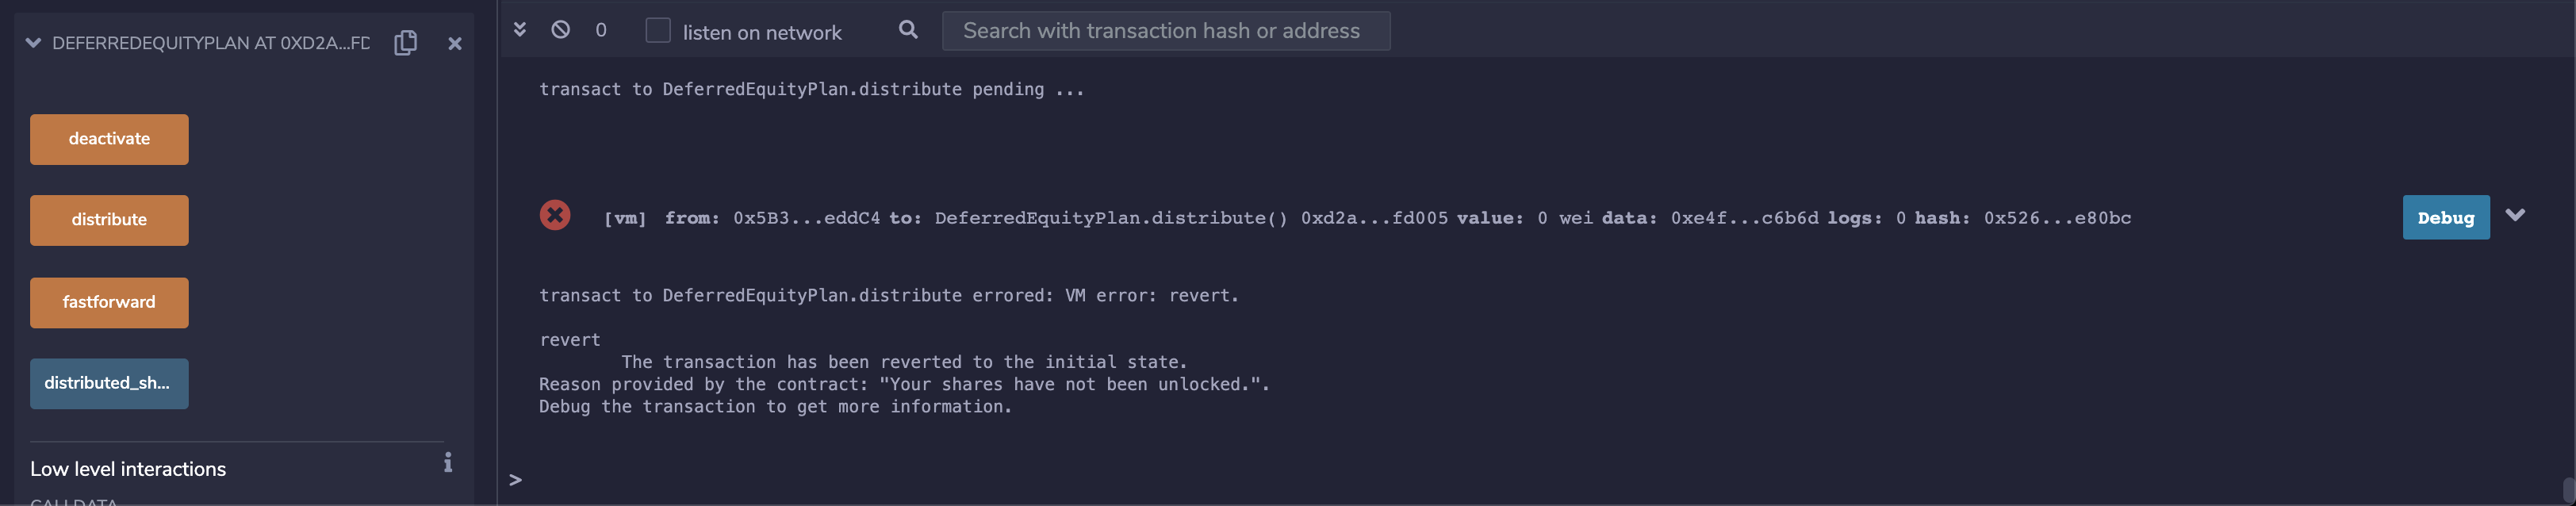 DEFERREDEQUITYPLAN AT 0XD2A...FD
deactivate
distribute
fastforward
distributed_sh...
Low level interactions
CALLDATA
0
listen on network
Search with transaction hash or address
transact to DeferredEquityPlan.distribute pending ...
[vm] from: 0x5B3...eddC4 to: DeferredEquityPlan.distribute() 0xd2a...fd005 value: 0 wei data: 0xe4f...c6b6d logs: 0 hash: 0x526...e80bc
Debug
transact to DeferredEquityPlan.distribute errored: VM error: revert.
revert
The transaction has been reverted to the initial state.
Reason provided by the contract: "Your shares have not been unlocked.".
Debug the transaction to get more information.
>